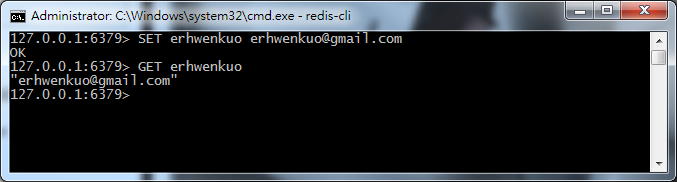 Administrator: C:\Windows\system32\cmd.exe - redis-cli
127.0.0.1:6379> SET erhwenkuo erhwenkuo@gmail.com
OK
127.0.0.1:6379> GET erhwenkuo
"erhwenkuo@gmail.com"
127.0.0.1:6379>